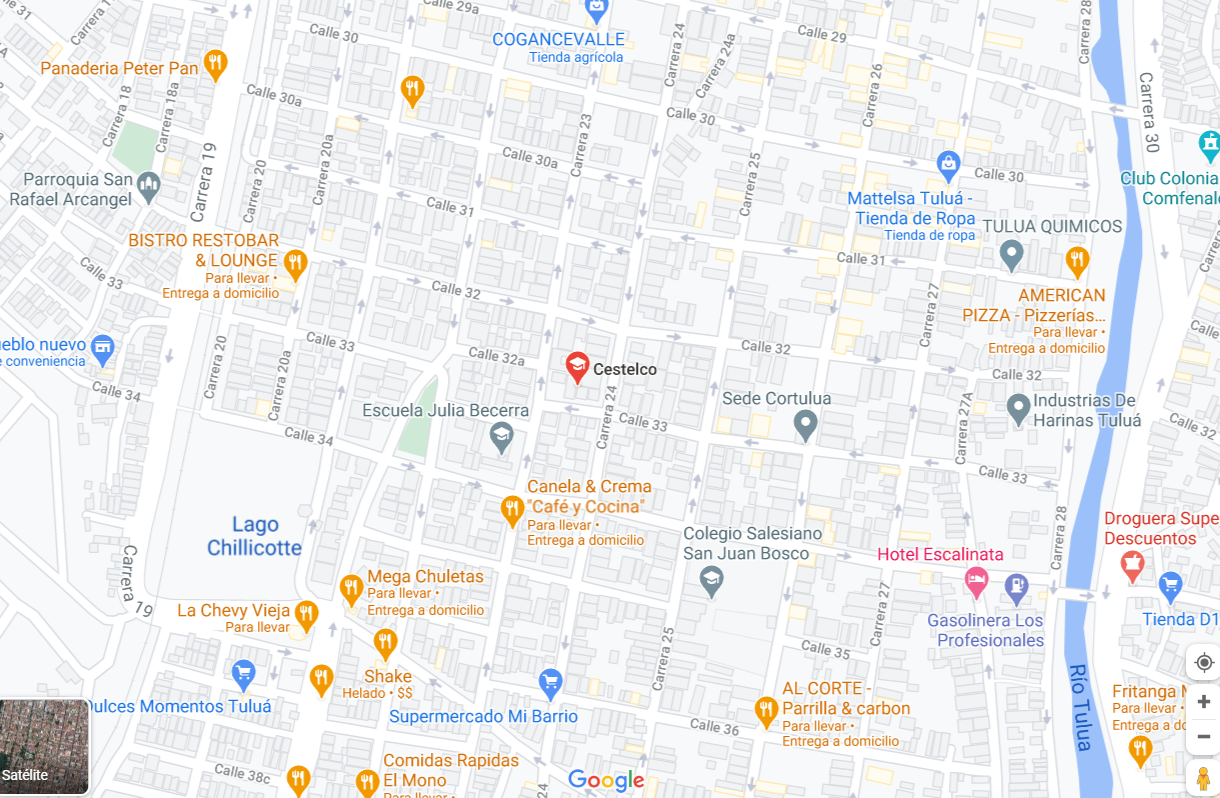 Calle 29a
Carrera 19
Calle 30
COGANCEVALLE
Tienda agrícola
Carrera 24
Carrera 24a
Calle 29
Carrera 28
Panaderia Peter Pan
Calle 30a
Carrera 18
Carrera 18a
Carrera 26
Carrera 30
Calle 30
Carrera 23
Carrera 19
Carrera 20
Carrera 20a
Calle 30a
Carrera 25
Calle 30
Parroquia San
Rafael Arcangel
Mattelsa Tuluá -
Tienda de Ropa
Tienda de ropa
Club Colonia
Comfenalc
Calle 31
TULUA QUIMICOS
BISTRO RESTOBAR
& LOUNGE
Para llevar •
Entrega a domicilio
Calle 31
Calle 33
Calle 32
Carrera 27
AMERICAN
PIZZA - Pizzerías...
Para llevar •
Entrega a domicilio
ueblo nuevo
e conveniencia
Carrera 20
Carrera 20a
Calle 33
Calle 32a
Calle 32
Cestelco
Calle 32
Calle 34
Escuela Julia Becerra
Carrera 24
Calle 33
Sede Cortulua
Carrera 27A
Industrias De
Harinas Tuluá
Calle 32
Calle 34
Calle 33
Canela & Crema
"Café y Cocina"
Para llevar •
Entrega a domicilio
Lago
Chillicotte
Colegio Salesiano
San Juan Bosco
Carrera 28
Droguera Supe
Descuentos
Hotel Escalinata
Carrera 19
Mega Chuletas
Para llevar •
Entrega a domicilio
La Chevy Vieja
Para llevar
Carrera 27
Gasolinera Los
Profesionales
Tienda D1
Carrera 25
Calle 35
Shake
Helado • $$
Río Tulua
Dulces Momentos Tuluá
Supermercado Mi Barrio
AL CORTE -
Parrilla & carbon
Para llevar •
Entrega a domicilio
Fritanga M
Para llevar •
Entrega a do
Calle 36
Satélite
Calle 38c
Comidas Rapidas
El Mono
Para llevar •
Google